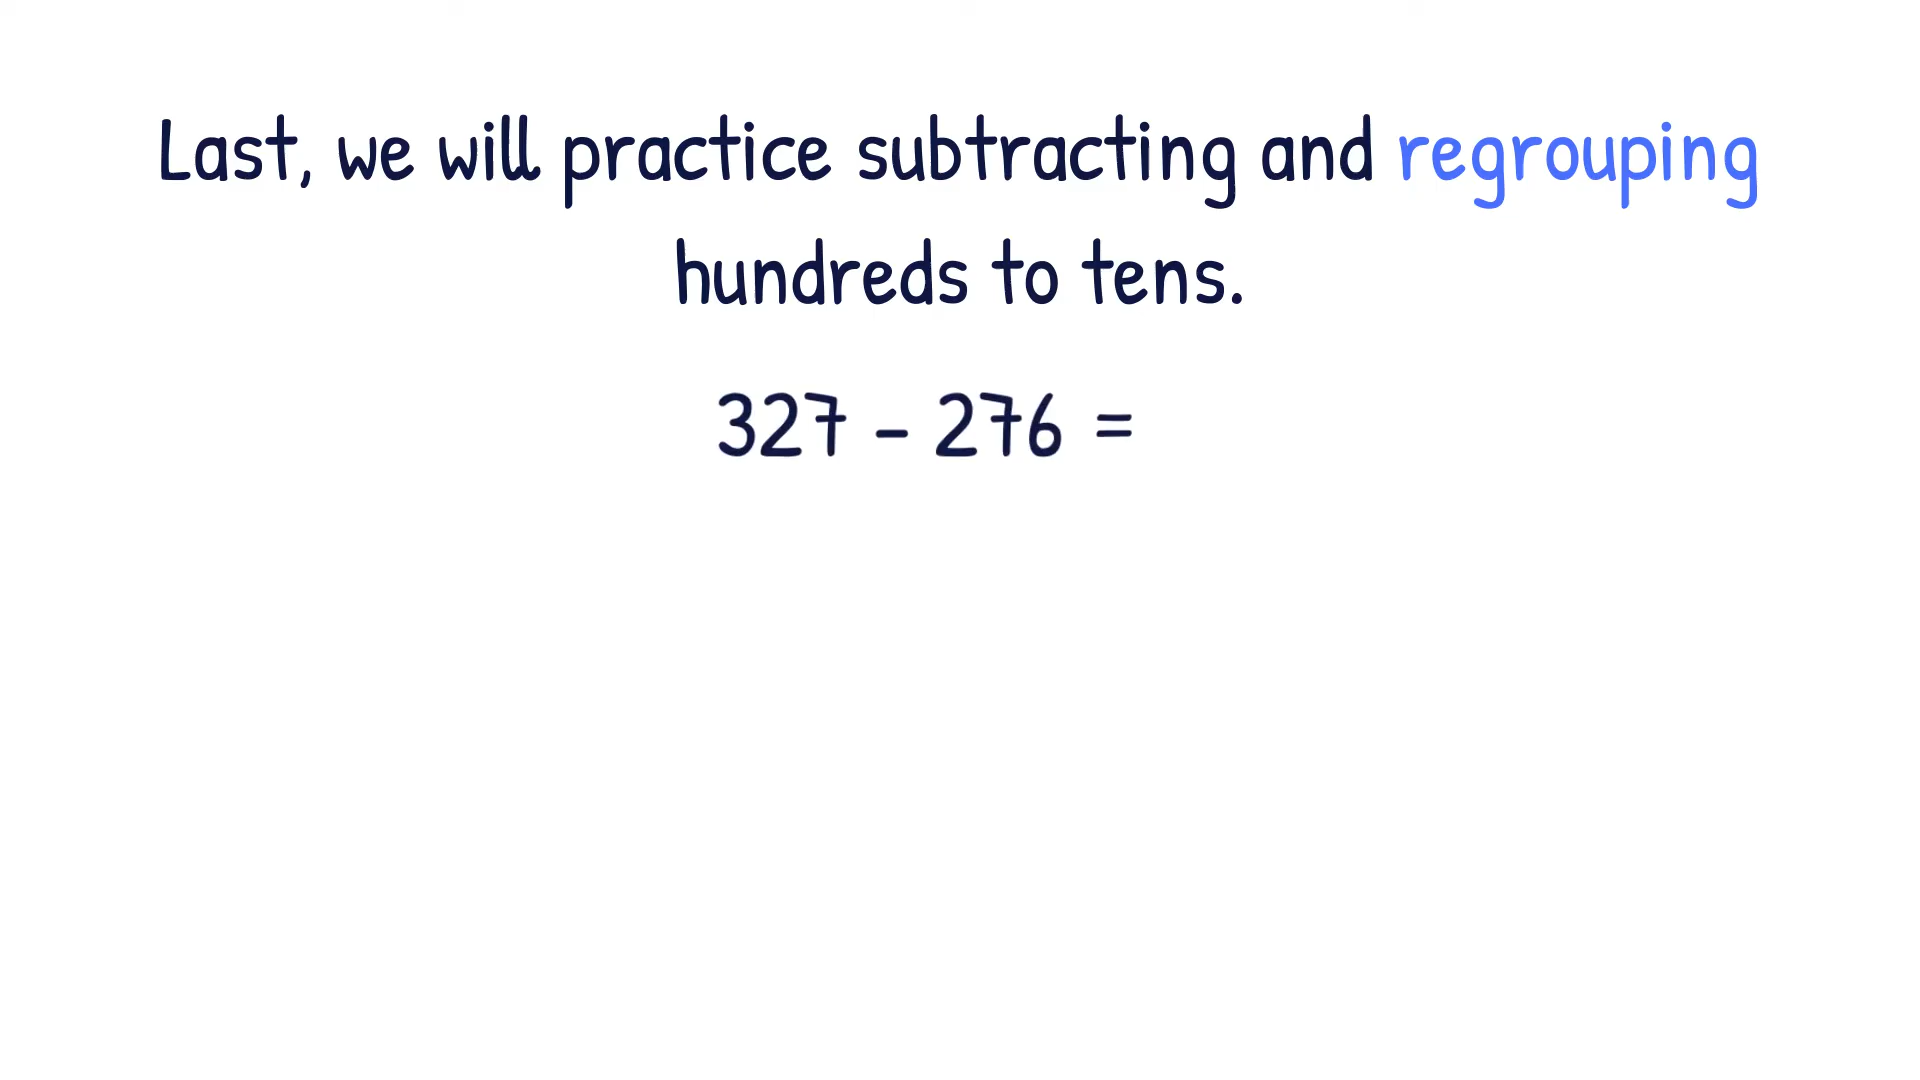 Last, we will practice subtracting and regrouping
hundreds to tens.
327 - 276 =